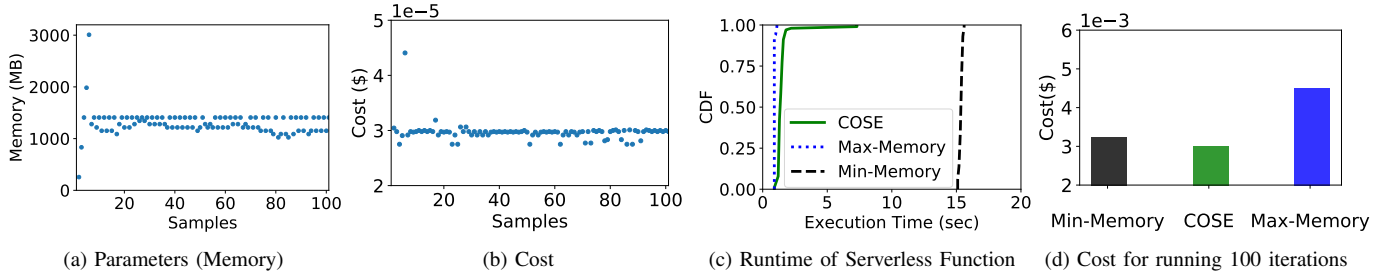 3000
2000
1000
0
Memory (MB)
20 40 60 80 100
Samples
(a) Parameters (Memory)
1e−5
5
4
3
2
Cost ($)
20 40 60 80 100
Samples
(b) Cost
1.00
0.75
0.50
0.25
0.00
CDF
COSE
Max-Memory
Min-Memory
0 5 10 15 20
Execution Time (sec)
(c) Runtime of Serverless Function
1e−3
6
5
4
3
2
Cost($)
Min-Memory COSE Max-Memory
(d) Cost for running 100 iterations